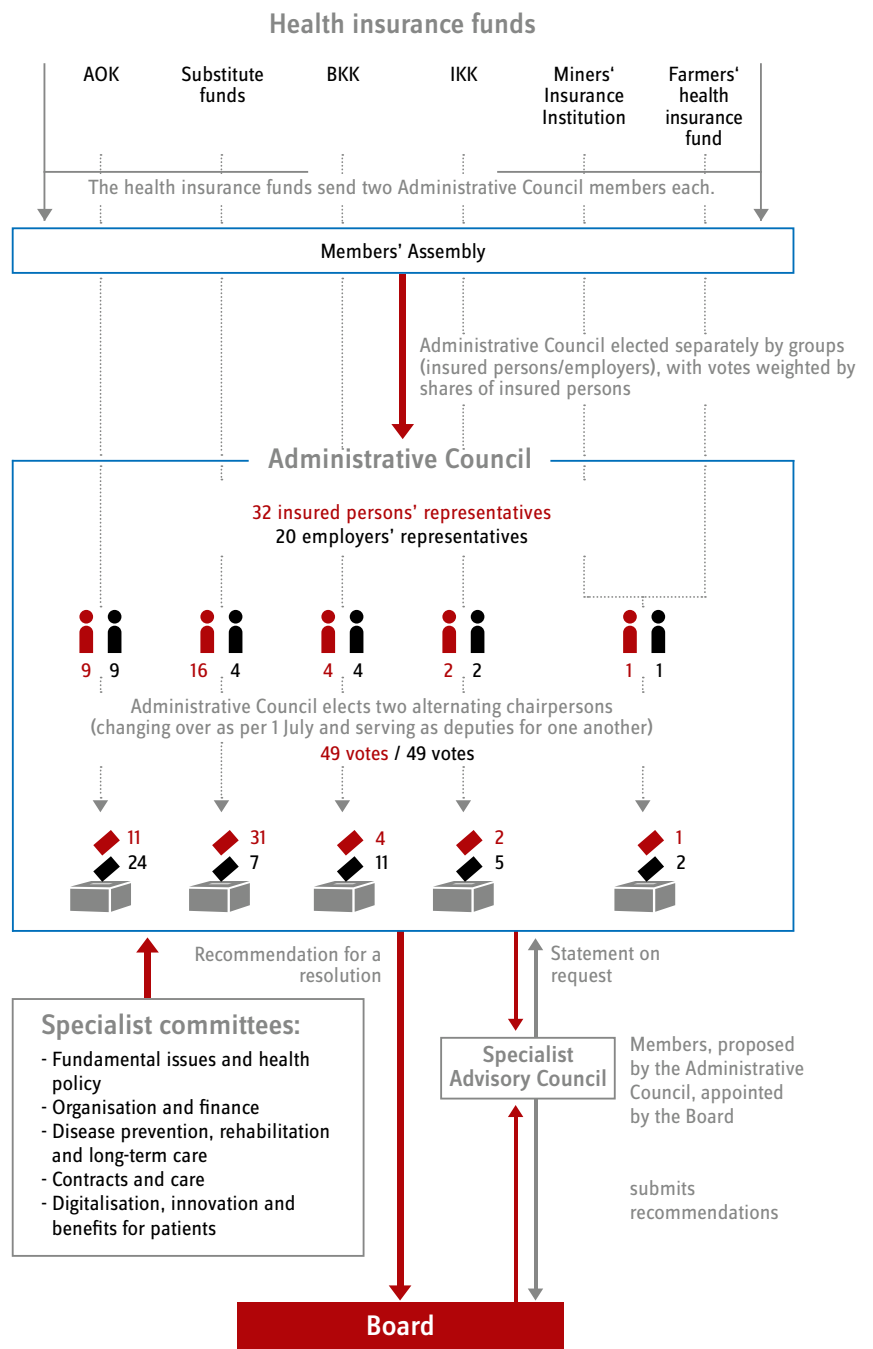 Health insurance funds
AOK
Substitute
funds
BKK
IKK
Miners‘
Insurance
Institution
Farmers‘
health
insurance
fund
The health insurance funds send two Administrative Council members each.
Members’ Assembly
Administrative Council elected separately by groups
(insured persons/employers), with votes weighted by
shares of insured persons
Administrative Council
32 insured persons’ representatives
20 employers’ representatives
9 9
16 4
4 4
2 2
1 1
Administrative Council elects two alternating chairpersons
(changing over as per 1 July and serving as deputies for one another)
49 votes / 49 votes
11
24
31
7
4
11
2
5
1
2
Recommendation for a
resolution
Statement on
request
Specialist committees:
- Fundamental issues and health
policy
- Organisation and finance
- Disease prevention, rehabilitation
and long-term care
- Contracts and care
- Digitalisation, innovation and
benefits for patients
Specialist
Advisory Council
Members, proposed
by the Administrative
Council, appointed
by the Board
submits
recommendations
Board